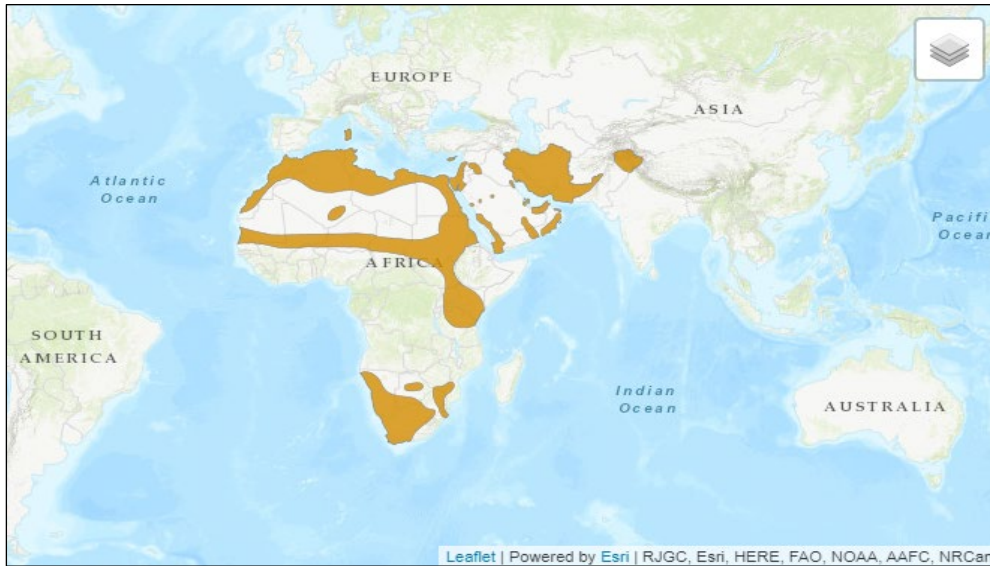 EUROPE
ASIA
Atlantic
Ocean
Pacifi
Ocean
AFRICA
SOUTH
AMERICA
Indian
Ocean
AUSTRALIA
Leaflet | Powered by Esri | RJGC, Esri, HERE, FAO, NOAA, AAFC, NRCan